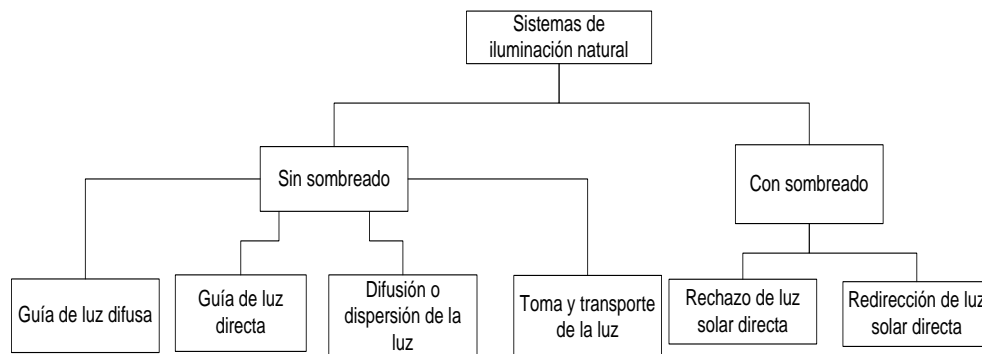 Sistemas de
iluminación natural
Sin sombreado
Con sombreado
Guía de luz difusa
Guía de luz
directa
Difusión o
dispersión de la
luz
Toma y transporte
de la luz
Rechazo de luz
solar directa
Redirección de luz
solar directa